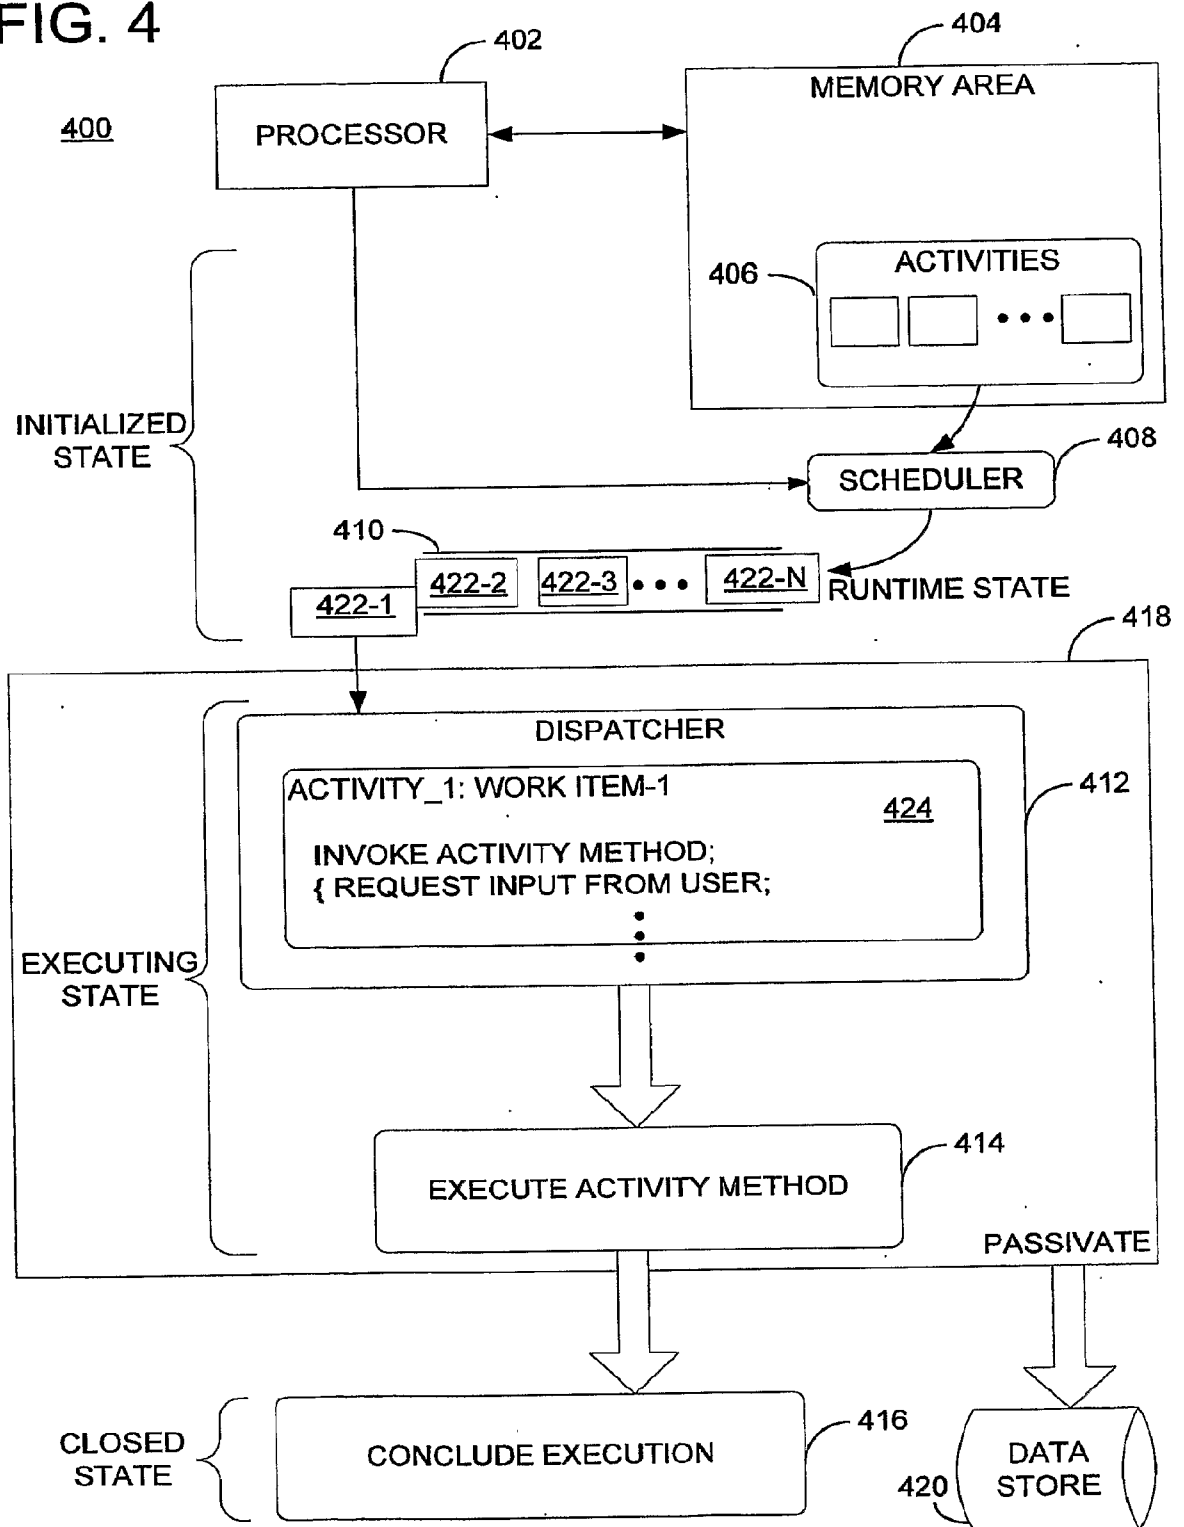 FIG. 4
402
404
MEMORY AREA
400
PROCESSOR
406
ACTIVITIES
INITIALIZED
STATE
408
SCHEDULER
410
422-1
422-2
422-3
422-N
RUNTIME STATE
418
DISPATCHER
ACTIVITY_1: WORK ITEM-1
424
412
INVOKE ACTIVITY METHOD;
{ REQUEST INPUT FROM USER;
EXECUTING
STATE
414
EXECUTE ACTIVITY METHOD
PASSIVATE
416
CLOSED
STATE
CONCLUDE EXECUTION
DATA
STORE
420